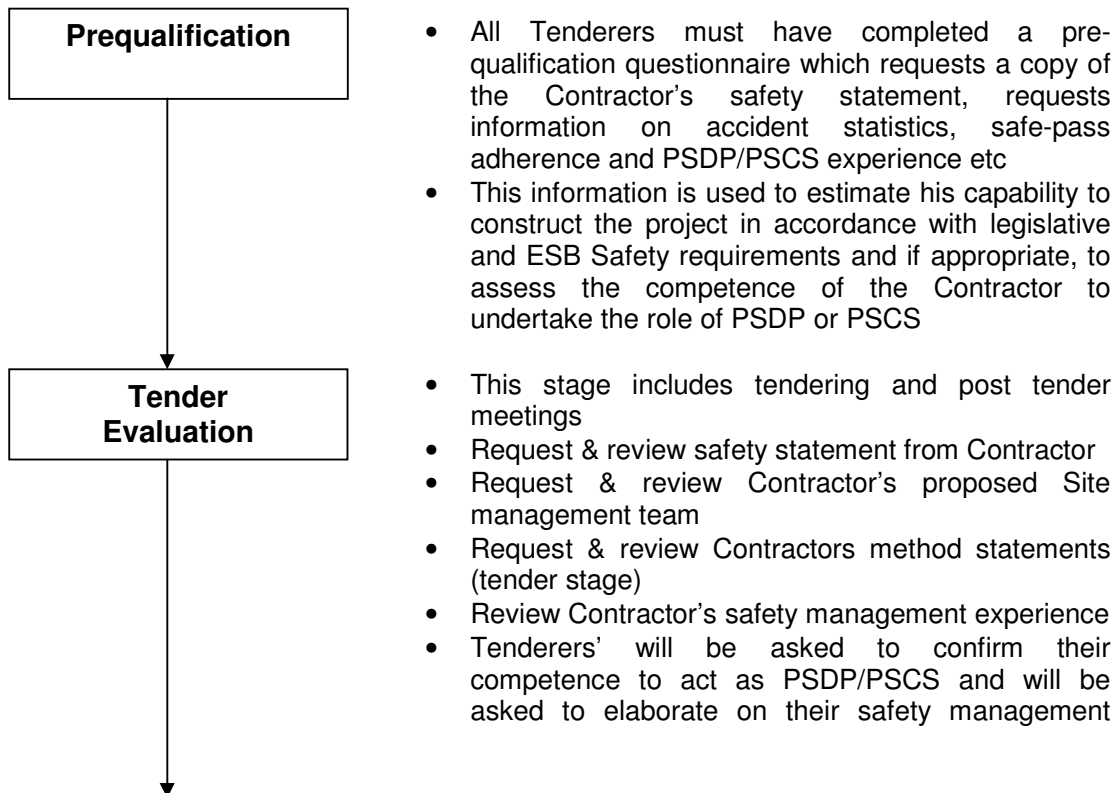 Prequalification
• All Tenderers must have completed a pre-
qualification questionnaire which requests a copy of
the Contractor's safety statement, requests
information on accident statistics, safe-pass
adherence and PSDP/PSCS experience etc
• This information is used to estimate his capability to
construct the project in accordance with legislative
and ESB Safety requirements and if appropriate, to
assess the competence of the Contractor to
undertake the role of PSDP or PSCS
Tender
Evaluation
• This stage includes tendering and post tender
meetings
• Request & review safety statement from Contractor
• Request & review Contractor's proposed Site
management team
• Request & review Contractors method statements
(tender stage)
• Review Contractor's safety management experience
• Tenderers' will be asked to confirm their
competence to act as PSDP/PSCS and will be
asked to elaborate on their safety management